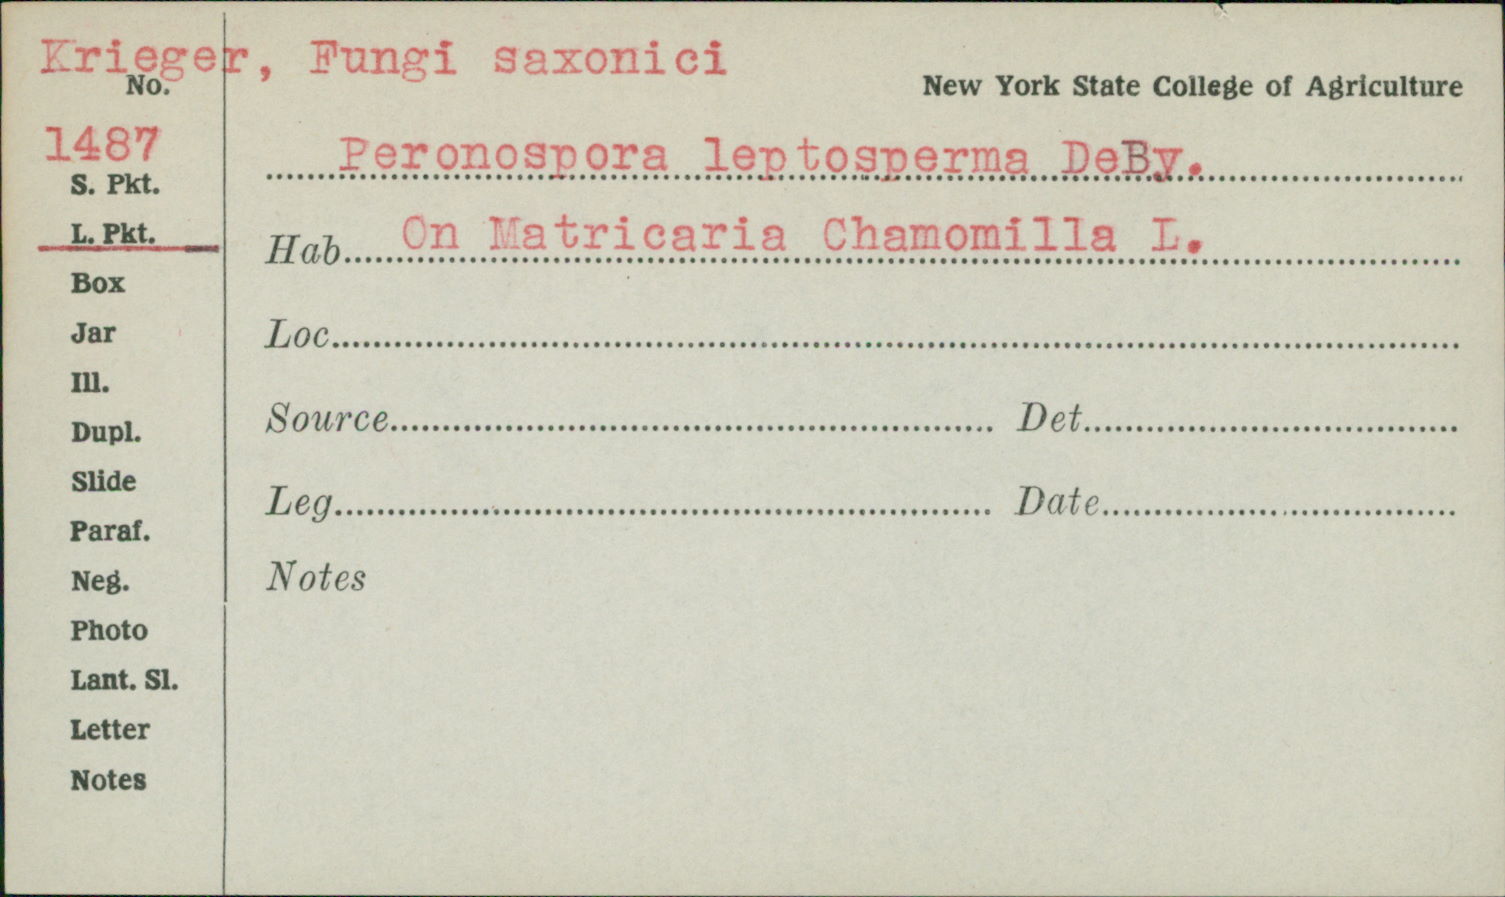 Krieger, Fungi saxonici
No.
New York State College of Agriculture
1487
Peronospora leptosperma DeBy.
S. Pkt.
L. Pkt.
Hab. On Matricaria Chamomilla L.
Box
Jar
Loc.
Ill.
Dupl.
Source Det.
Slide
Leg. Date
Paraf.
Neg.
Notes
Photo
Lant. Sl.
Letter
Notes